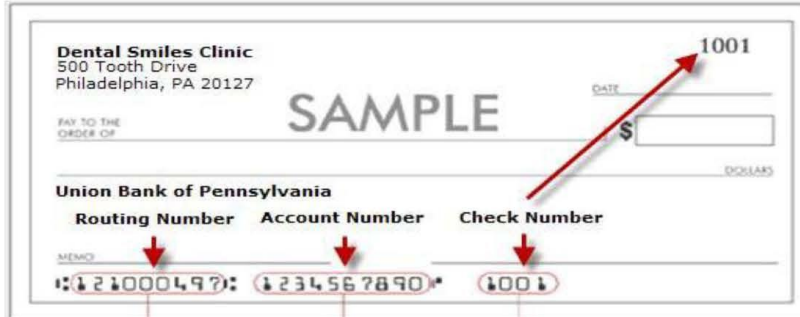 Dental Smiles Clinic
500 Tooth Drive
Philadelphia, PA 20127
1001
DATE
SAMPLE
PAY TO THE
ORDER OF
$
DOLLARS
Union Bank of Pennsylvania
Routing Number Account Number Check Number
MEMO
⑆121000497⑆ 1234567890⑈ 1001